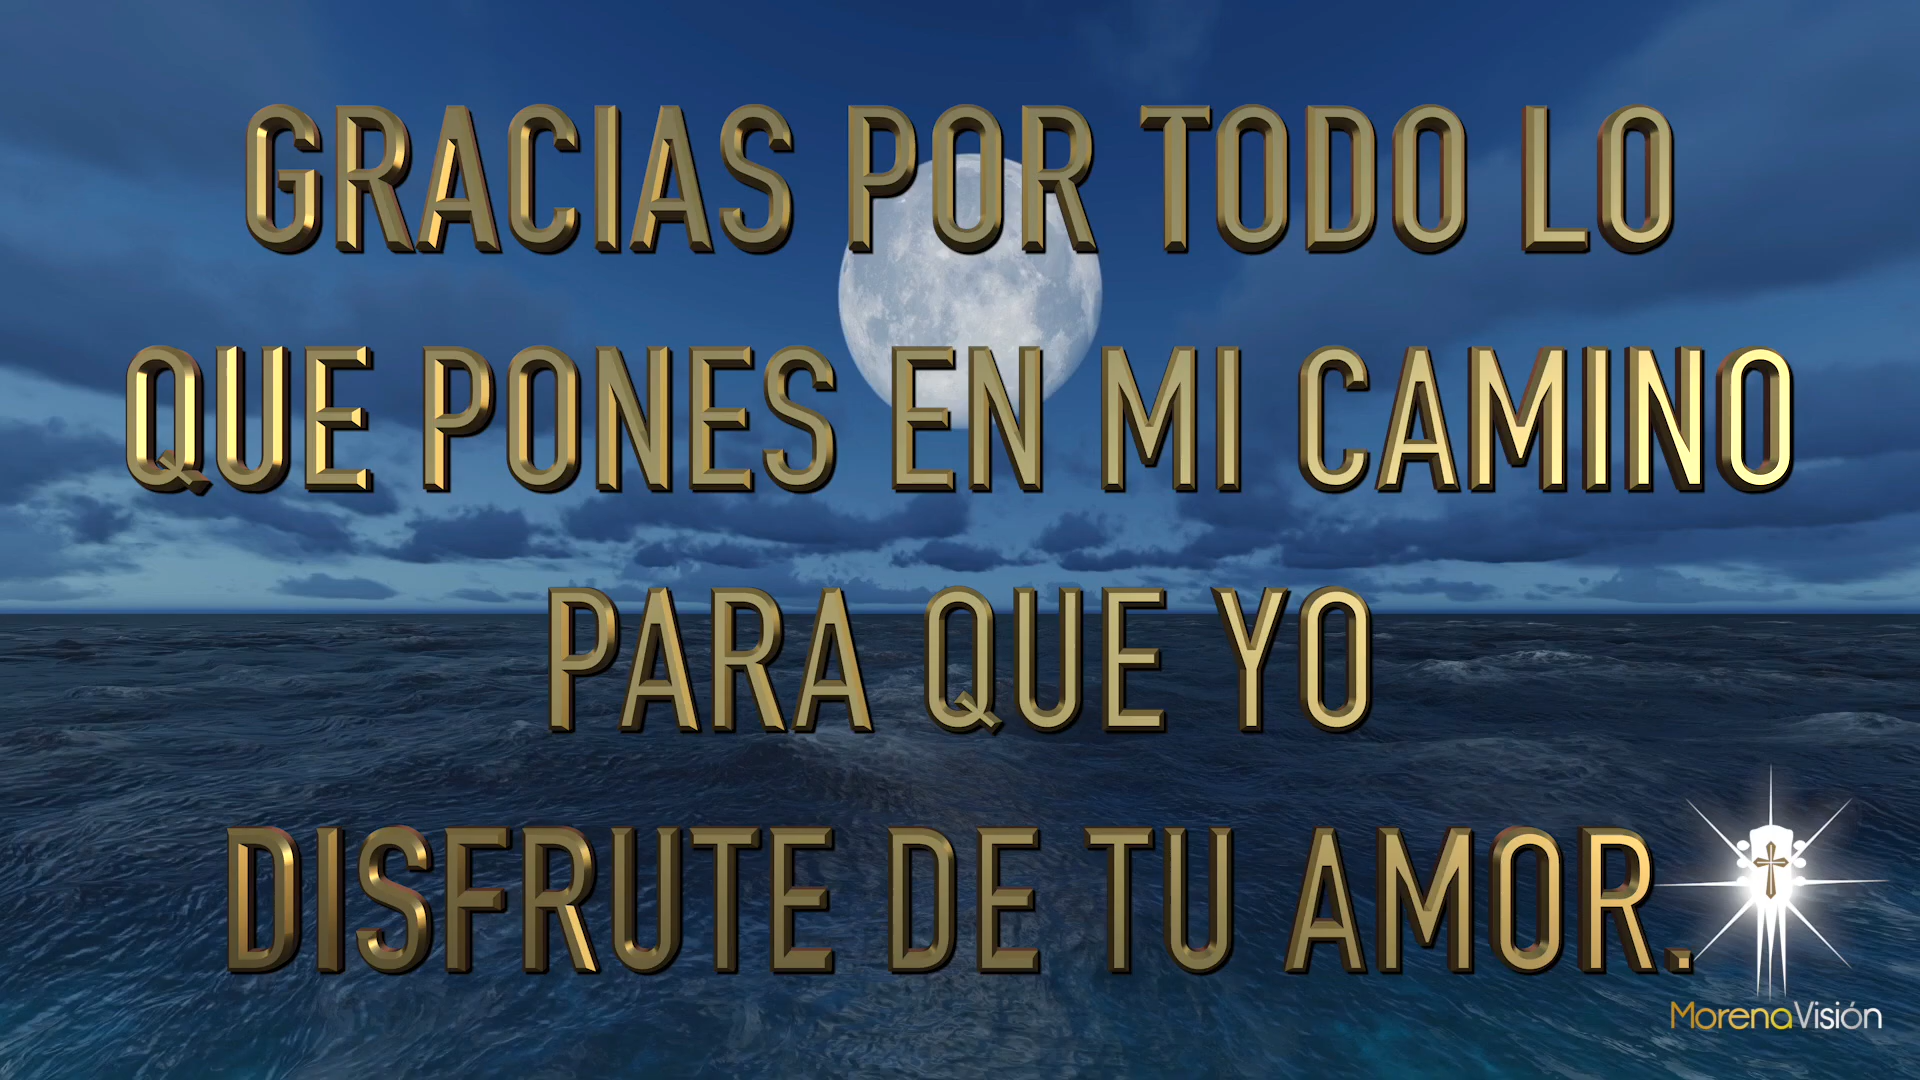 GRACIAS POR TODO LO
QUE PONES EN MI CAMINO
PARA QUE YO
DISFRUTE DE TU AMOR.
MorenaVisión